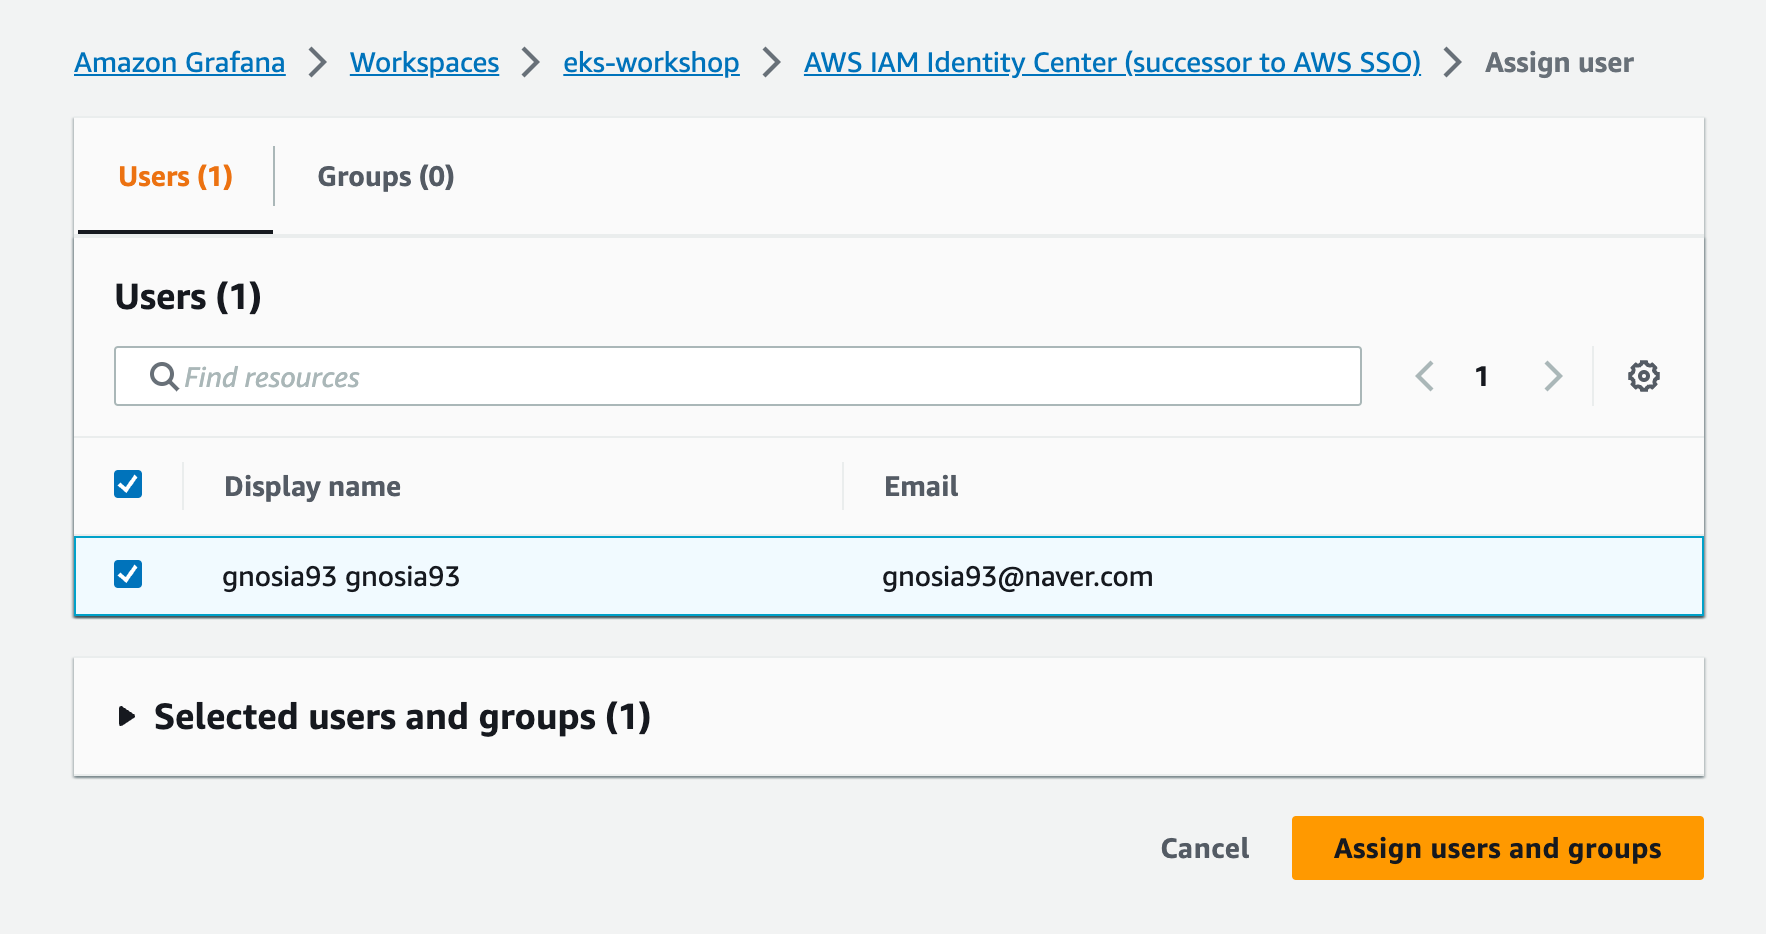 Amazon Grafana > Workspaces > eks-workshop > AWS IAM Identity Center (successor to AWS SSO) > Assign user
Users (1) Groups (0)
Users (1)
Find resources 1
Display name Email
gnosia93 gnosia93 gnosia93@naver.com
Selected users and groups (1)
Cancel Assign users and groups